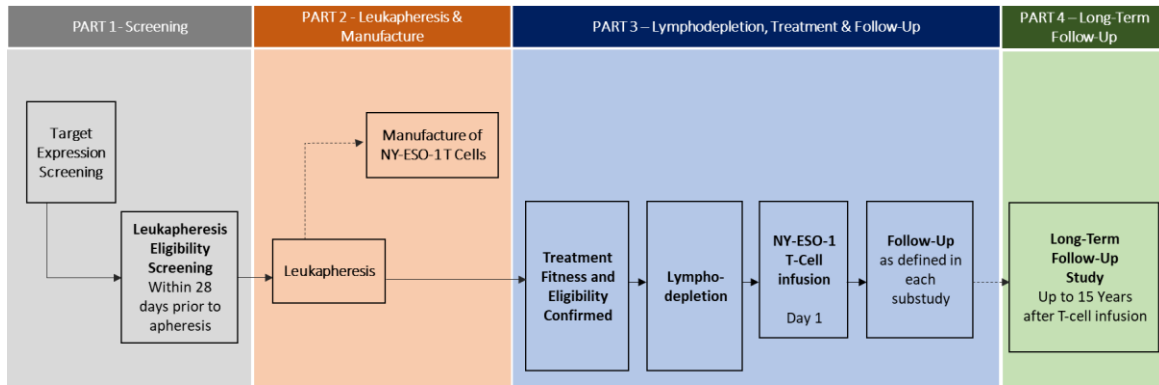 PART 1- Screening
PART 2 - Leukapheresis &
Manufacture
PART 3 – Lymphodepletion, Treatment & Follow-Up
PART 4 – Long-Term
Follow-Up
Target
Expression
Screening
Leukapheresis
Eligibility
Screening
Within 28
days prior to
apheresis
Manufacture of
NY-ESO-1 T Cells
Leukapheresis
Treatment
Fitness and
Eligibility
Confirmed
Lympho-
depletion
NY-ESO-1
T-Cell
infusion
Day 1
Follow-Up
as defined in
each
substudy
Long-Term
Follow-Up
Study
Up to 15 Years
after T-cell infusion